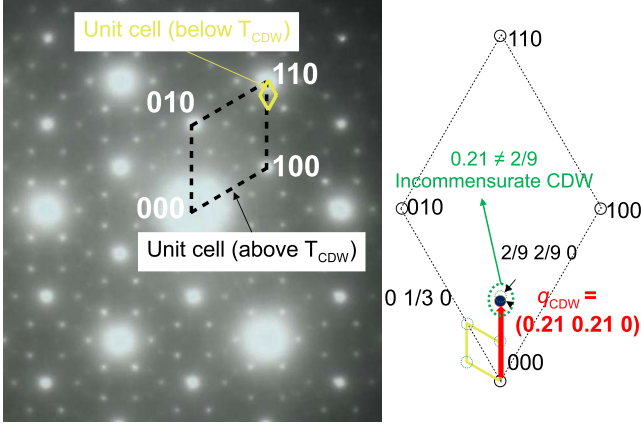 Unit cell (below TCDW)
110
010
100
000
Unit cell (above TCDW)
110
0.21 ≠ 2/9
Incommensurate CDW
010
100
2/9 2/9 0
0 1/3 0
qCDW =
(0.21 0.21 0)
000